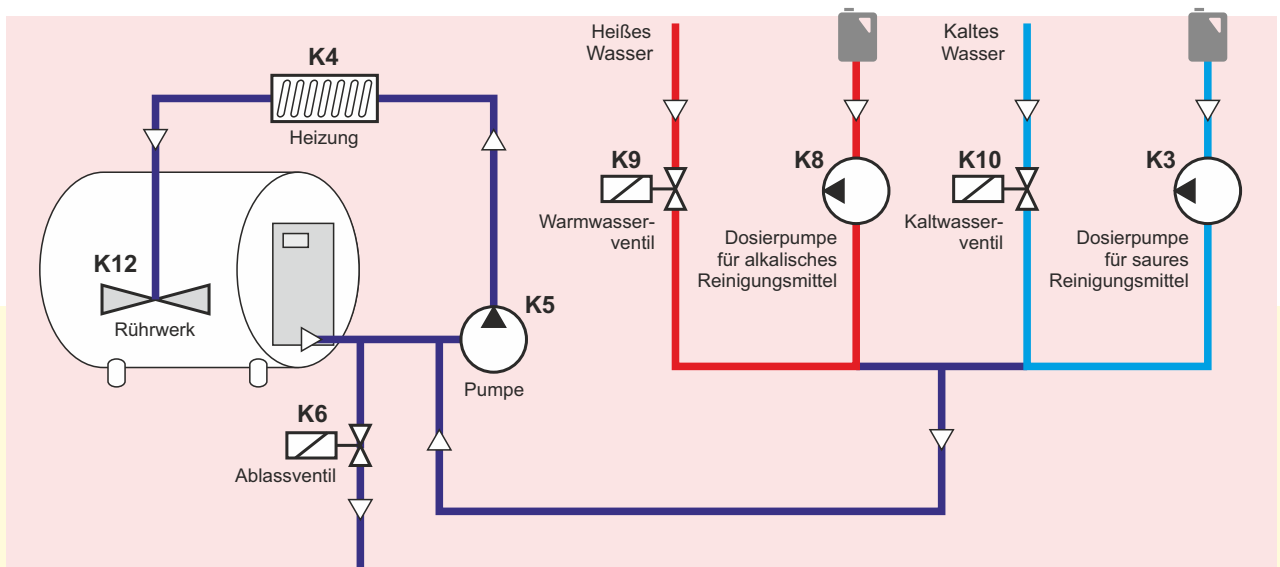 K4
Heizung
K12
Rührwerk
K5
Pumpe
K6
Ablassventil
Heißes
Wasser
K9
Warmwasser-
ventil
K8
Dosierpumpe
für alkalisches
Reinigungsmittel
Kaltes
Wasser
K10
Kaltwasser-
ventil
K3
Dosierpumpe
für saures
Reinigungsmittel